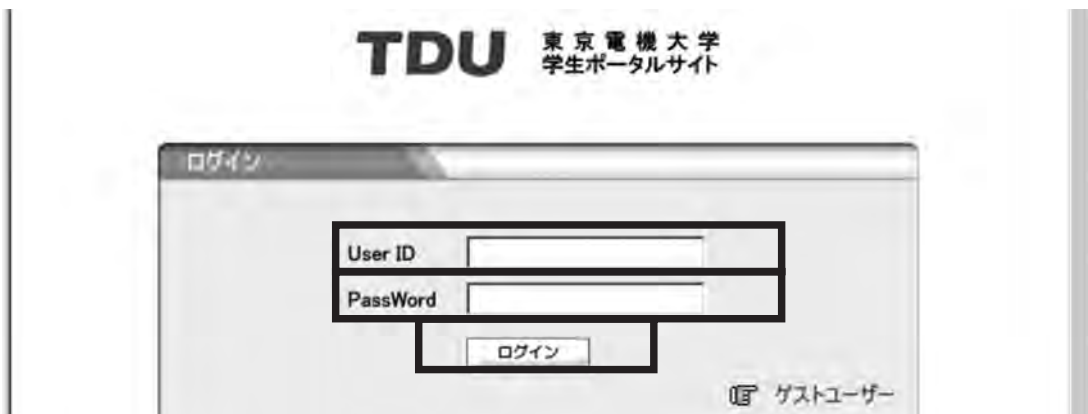 TDU 東京電機大学
学生ポータルサイト
ログイン
User ID
PassWord
ログイン
ゲストユーザー